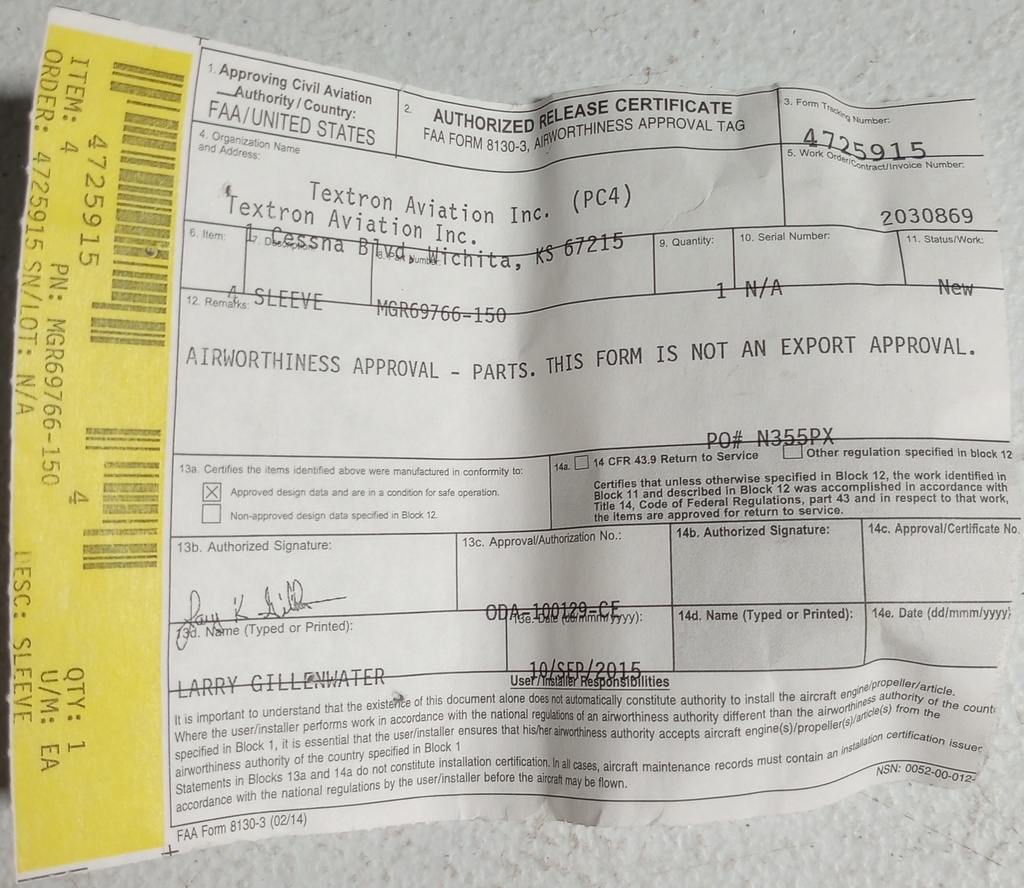 ITEM: 4 PN: MGR69766-150 QTY: 1
ORDER: 4725915 SN/LOT: N/A U/M: EA
4725915
4
DESC: SLEEVE
1. Approving Civil Aviation
Authority / Country:
FAA/UNITED STATES
2. AUTHORIZED RELEASE CERTIFICATE
FAA FORM 8130-3, AIRWORTHINESS APPROVAL TAG
3. Form Tracking Number:
4725915
4. Organization Name
and Address:
Textron Aviation Inc. (PC4)
Textron Aviation Inc.
1 Cessna Blvd Wichita, KS 67215
5. Work Order/Contract/Invoice Number:
2030869
6. Item:
4
7. Description:
SLEEVE
8. Part Number:
MGR69766-150
9. Quantity:
1
10. Serial Number:
N/A
11. Status/Work:
New
12. Remarks:
AIRWORTHINESS APPROVAL - PARTS. THIS FORM IS NOT AN EXPORT APPROVAL.
PO# N355PX
13a. Certifies the items identified above were manufactured in conformity to:
Approved design data and are in a condition for safe operation.
Non-approved design data specified in Block 12.
14a. 14 CFR 43.9 Return to Service Other regulation specified in block 12
Certifies that unless otherwise specified in Block 12, the work identified in
Block 11 and described in Block 12 was accomplished in accordance with
Title 14, Code of Federal Regulations, part 43 and in respect to that work,
the items are approved for return to service.
13b. Authorized Signature:
13c. Approval/Authorization No.:
ODA-100129-CE
14b. Authorized Signature:
14c. Approval/Certificate No.
13d. Name (Typed or Printed):
LARRY GILLENWATER
13e. Date (dd/mmm/yyyy):
10/SEP/2015
14d. Name (Typed or Printed):
14e. Date (dd/mmm/yyyy):
User/Installer Responsibilities
It is important to understand that the existence of this document alone does not automatically constitute authority to install the aircraft engine/propeller/article.
Where the user/installer performs work in accordance with the national regulations of an airworthiness authority different than the airworthiness authority of the count
specified in Block 1, it is essential that the user/installer ensures that his/her airworthiness authority accepts aircraft engine(s)/propeller(s)/article(s) from the
airworthiness authority of the country specified in Block 1
Statements in Blocks 13a and 14a do not constitute installation certification. In all cases, aircraft maintenance records must contain an installation certification issued
accordance with the national regulations by the user/installer before the aircraft may be flown.
FAA Form 8130-3 (02/14)
NSN: 0052-00-012-